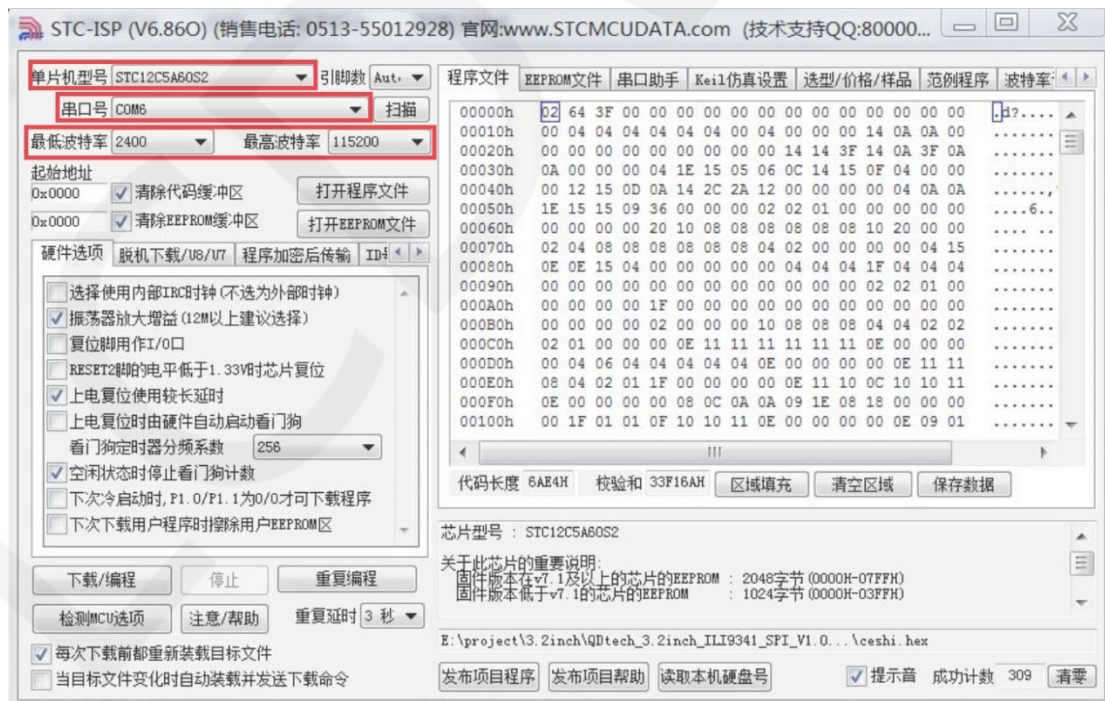 STC-ISP (V6.86O) (销售电话: 0513-55012928) 官网:www.STCMCUDATA.com (技术支持QQ:80000...
单片机型号 STC12C5A60S2 引脚数 Aut
串口号 COM6 扫描
最低波特率 2400 最高波特率 115200
起始地址
0x0000 清除代码缓冲区 打开程序文件
0x0000 清除EEPROM缓冲区 打开EEPROM文件
硬件选项 脱机下载/U8/U7 程序加密后传输
选择使用内部IRC时钟(不选为外部时钟)
振荡器放大增益(12M以上建议选择)
复位脚用作I/O口
RESET2脚的电平低于1.33V时芯片复位
上电复位使用较长延时
上电复位时由硬件自动启动看门狗
看门狗定时器分频系数 256
空闲状态时停止看门狗计数
下次冷启动时,P1.0/P1.1为0/0才可下载程序
下次下载用户程序时擦除用户EEPROM区
下载/编程 停止 重复编程
检测MCU选项 注意/帮助 重复延时 3 秒
每次下载前都重新装载目标文件
当目标文件变化时自动装载并发送下载命令
程序文件 EEPROM文件 串口助手 Keil仿真设置 选型/价格/样品 范例程序 波特率
00000h 02 64 3F 00 00 00 00 00 00 00 00 00 00 00 00 00 .d?....
00010h 00 04 04 04 04 04 04 00 04 00 00 00 14 0A 0A 00 .......
00020h 00 00 00 00 00 00 00 00 00 14 14 3F 14 0A 3F 0A .......
00030h 0A 00 00 00 04 1E 15 05 06 0C 14 15 0F 04 00 00 .......
00040h 00 12 15 0D 0A 14 2C 2A 12 00 00 00 00 04 0A 0A ......,
00050h 1E 15 15 09 36 00 00 00 02 02 01 00 00 00 00 00 ....6..
00060h 00 00 00 00 20 10 08 08 08 08 08 08 10 20 00 00 .... ..
00070h 02 04 08 08 08 08 08 08 04 02 00 00 00 00 04 15 .......
00080h 0E 0E 15 04 00 00 00 00 00 04 04 04 1F 04 04 04 .......
00090h 00 00 00 00 00 00 00 00 00 00 00 00 02 02 01 00 .......
000A0h 00 00 00 00 1F 00 00 00 00 00 00 00 00 00 00 00 .......
000B0h 00 00 00 00 02 00 00 00 10 08 08 08 04 04 02 02 .......
000C0h 02 01 00 00 00 0E 11 11 11 11 11 11 0E 00 00 00 .......
000D0h 00 04 06 04 04 04 04 04 0E 00 00 00 00 0E 11 11 .......
000E0h 08 04 02 01 1F 00 00 00 00 0E 11 10 0C 10 10 11 .......
000F0h 0E 00 00 00 00 08 0C 0A 0A 09 1E 08 18 00 00 00 .......
00100h 00 1F 01 01 0F 10 10 11 0E 00 00 00 00 0E 09 01 .......
代码长度 6AE4H 校验和 33F16AH 区域填充 清空区域 保存数据
芯片型号 : STC12C5A60S2
关于此芯片的重要说明:
固件版本在v7.1及以上的芯片的EEPROM : 2048字节(0000H-07FFH)
固件版本低于v7.1的芯片的EEPROM : 1024字节(0000H-03FFH)
E:\project\3.2inch\QDtech_3.2inch_ILI9341_SPI_V1.0...\ceshi.hex
发布项目程序 发布项目帮助 读取本机硬盘号 提示音 成功计数 309 清零